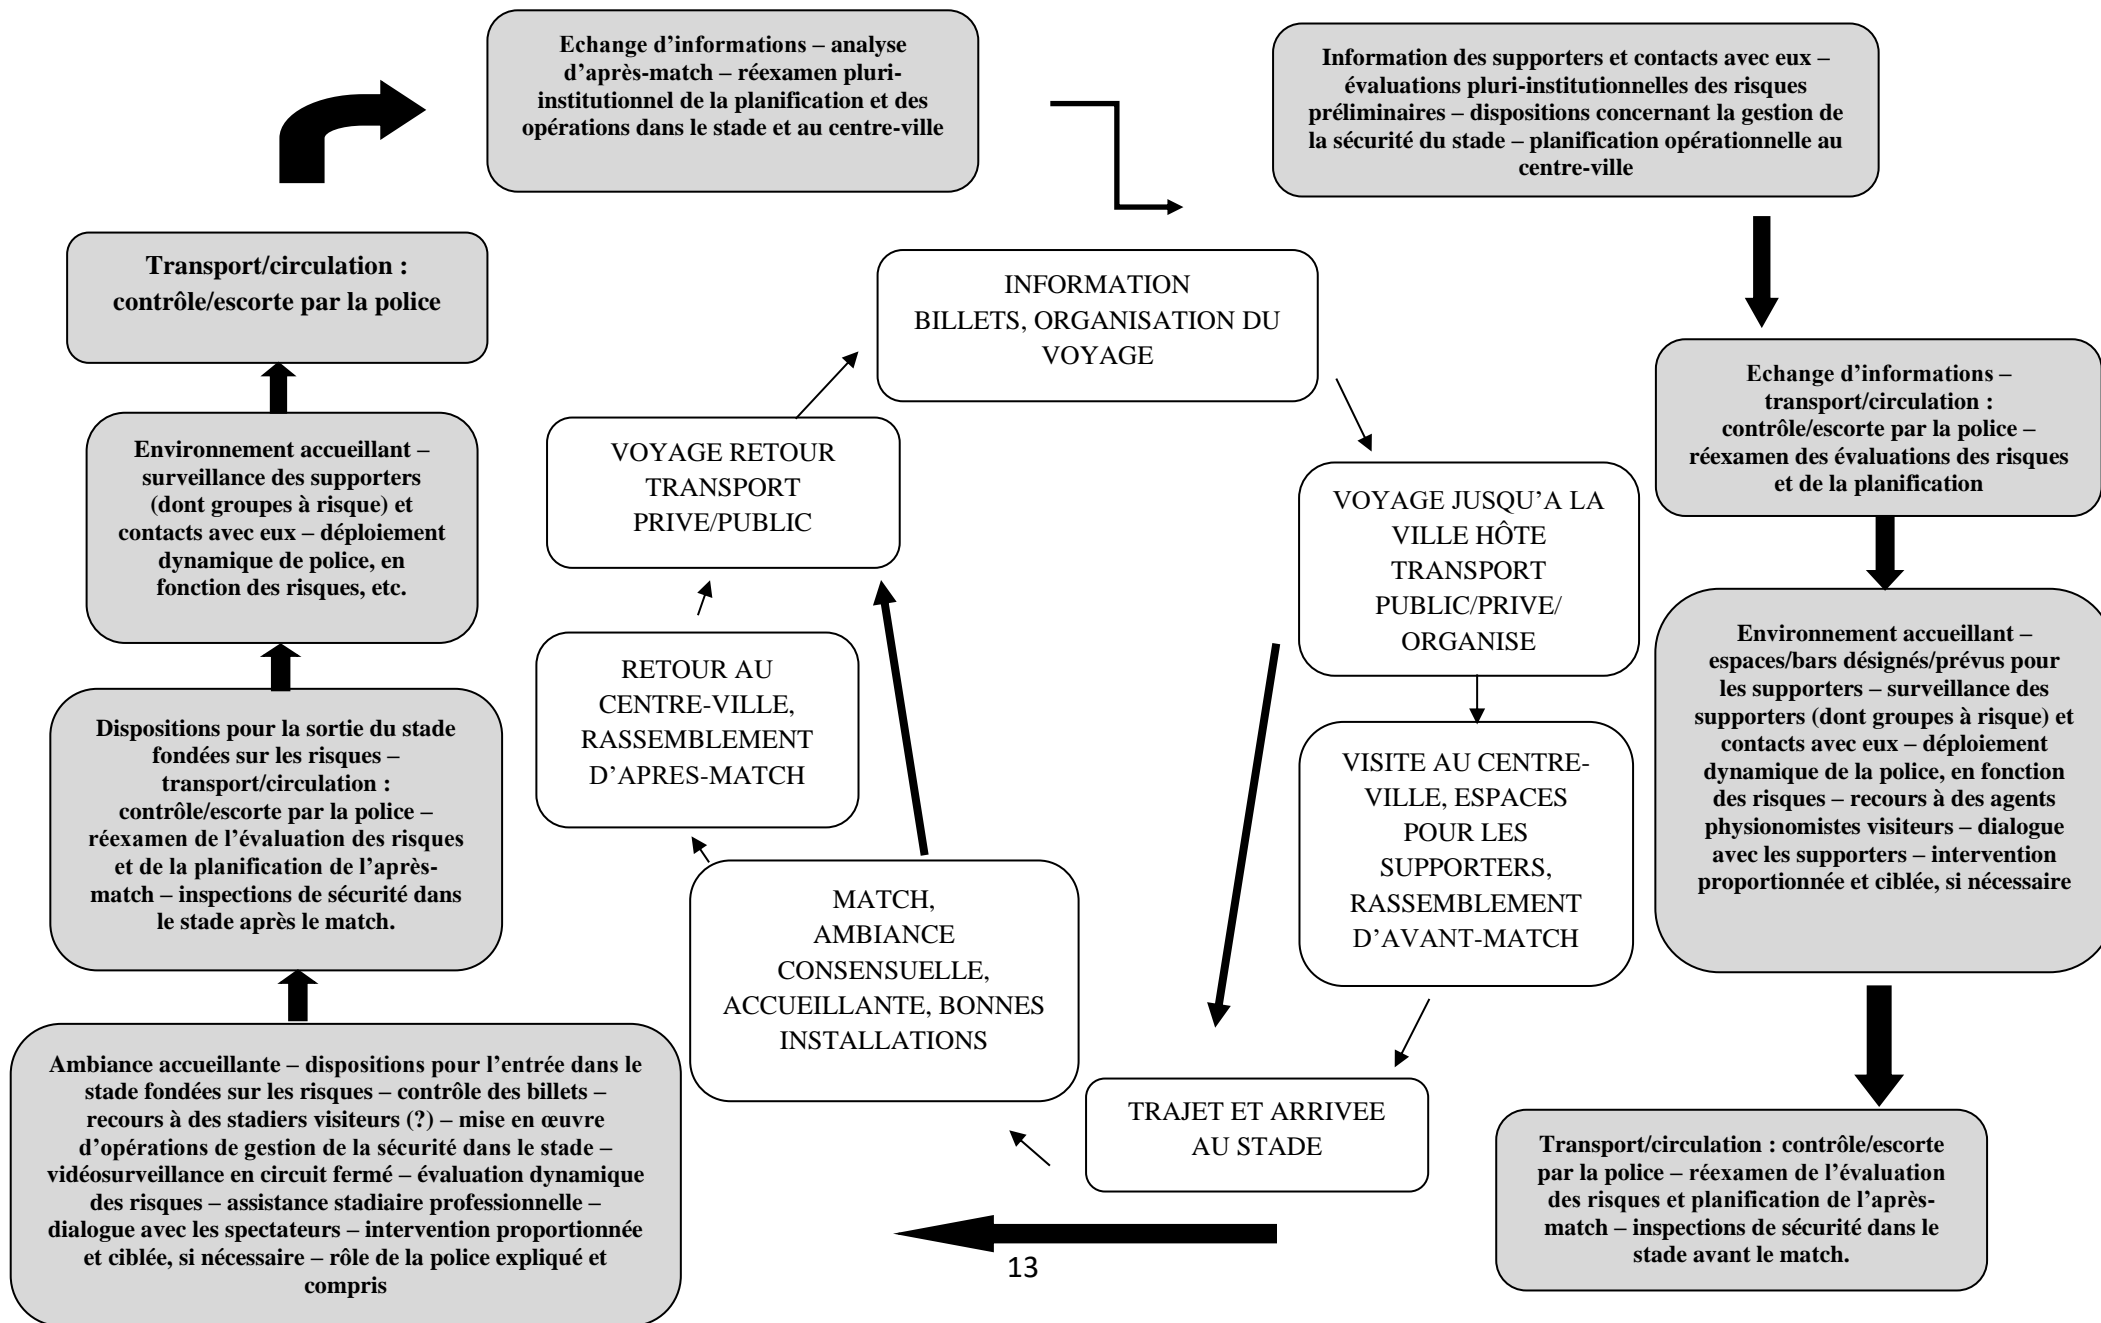 Echange d’informations – analyse
d’après-match – réexamen pluri-
institutionnel de la planification et des
opérations dans le stade et au centre-ville
Information des supporters et contacts avec eux –
évaluations pluri-institutionnelles des risques
préliminaires – dispositions concernant la gestion de
la sécurité du stade – planification opérationnelle au
centre-ville
Transport/circulation :
contrôle/escorte par la police
INFORMATION
BILLETS, ORGANISATION DU
VOYAGE
Echange d’informations –
transport/circulation :
contrôle/escorte par la police –
réexamen des évaluations des risques
et de la planification
Environnement accueillant –
surveillance des supporters
(dont groupes à risque) et
contacts avec eux – déploiement
dynamique de police, en
fonction des risques, etc.
VOYAGE RETOUR
TRANSPORT
PRIVE/PUBLIC
VOYAGE JUSQU’A LA
VILLE HÔTE
TRANSPORT
PUBLIC/PRIVE/
ORGANISE
Environnement accueillant –
espaces/bars désignés/prévus pour
les supporters – surveillance des
supporters (dont groupes à risque) et
contacts avec eux – déploiement
dynamique de la police, en fonction
des risques – recours à des agents
physionomistes visiteurs – dialogue
avec les supporters – intervention
proportionnée et ciblée, si nécessaire
RETOUR AU
CENTRE-VILLE,
RASSEMBLEMENT
D’APRES-MATCH
Dispositions pour la sortie du stade
fondées sur les risques –
transport/circulation :
contrôle/escorte par la police –
réexamen de l’évaluation des risques
et de la planification de l’après-
match – inspections de sécurité dans
le stade après le match.
VISITE AU CENTRE-
VILLE, ESPACES
POUR LES
SUPPORTERS,
RASSEMBLEMENT
D’AVANT-MATCH
MATCH,
AMBIANCE
CONSENSUELLE,
ACCUEILLANTE, BONNES
INSTALLATIONS
Ambiance accueillante – dispositions pour l’entrée dans le
stade fondées sur les risques – contrôle des billets –
recours à des stadiers visiteurs (?) – mise en œuvre
d’opérations de gestion de la sécurité dans le stade –
vidéosurveillance en circuit fermé – évaluation dynamique
des risques – assistance stadiaire professionnelle –
dialogue avec les spectateurs – intervention proportionnée
et ciblée, si nécessaire – rôle de la police expliqué et
compris
TRAJET ET ARRIVEE
AU STADE
Transport/circulation : contrôle/escorte
par la police – réexamen de l’évaluation
des risques et planification de l’après-
match – inspections de sécurité dans le
stade avant le match.
13